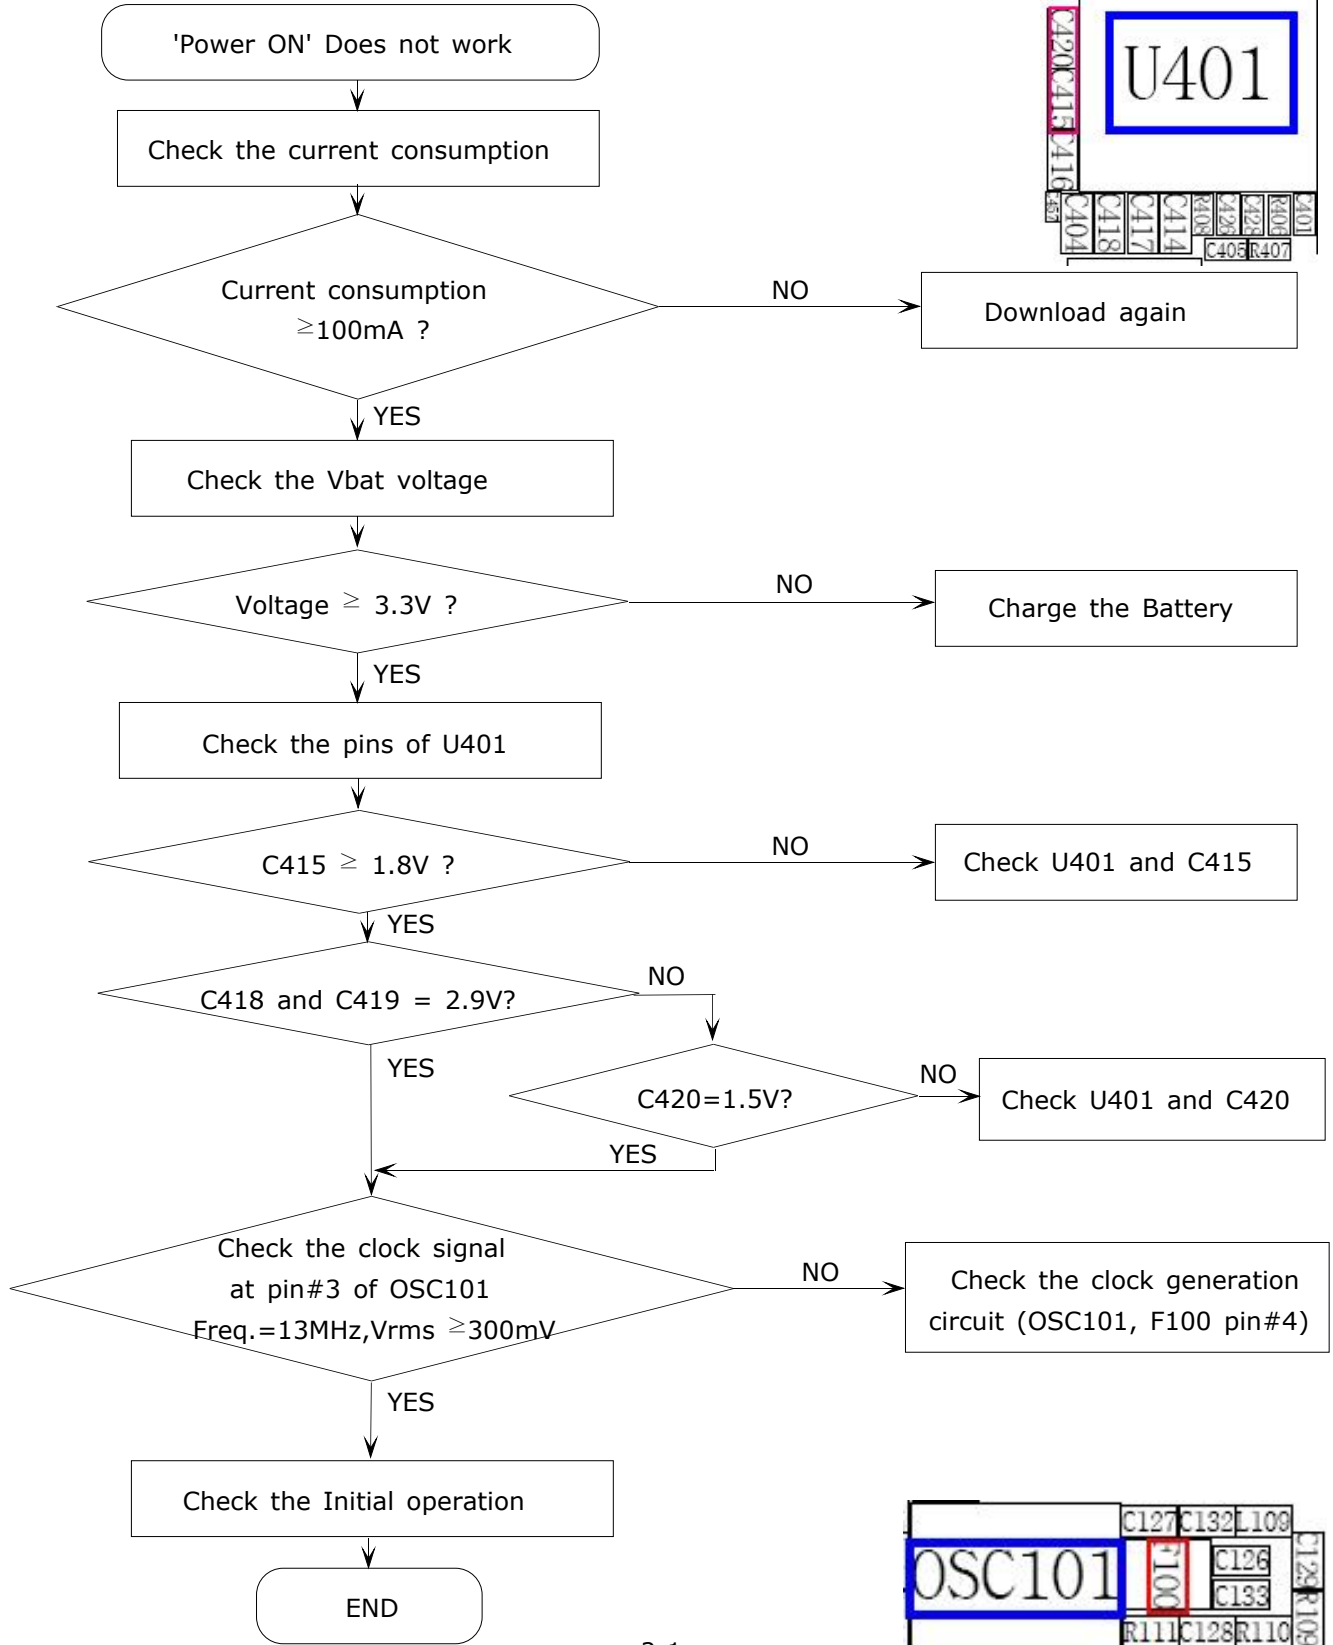 'Power ON' Does not work
C420
C415
C416
U401
Check the current consumption
C457
C404
C418
C417
C414
R408
C426
C428
R406
C401
C405
R407
Current consumption
≥100mA ?
NO
Download again
YES
Check the Vbat voltage
Voltage ≥ 3.3V ?
NO
Charge the Battery
YES
Check the pins of U401
C415 ≥ 1.8V ?
NO
Check U401 and C415
YES
C418 and C419 = 2.9V?
NO
YES
C420=1.5V?
NO
Check U401 and C420
YES
Check the clock signal
at pin#3 of OSC101
Freq.=13MHz,Vrms ≥300mV
NO
Check the clock generation
circuit (OSC101, F100 pin#4)
YES
Check the Initial operation
C127
C132
L109
OSC101
F100
C126
C133
C129
R109
R111
C128
R110
END